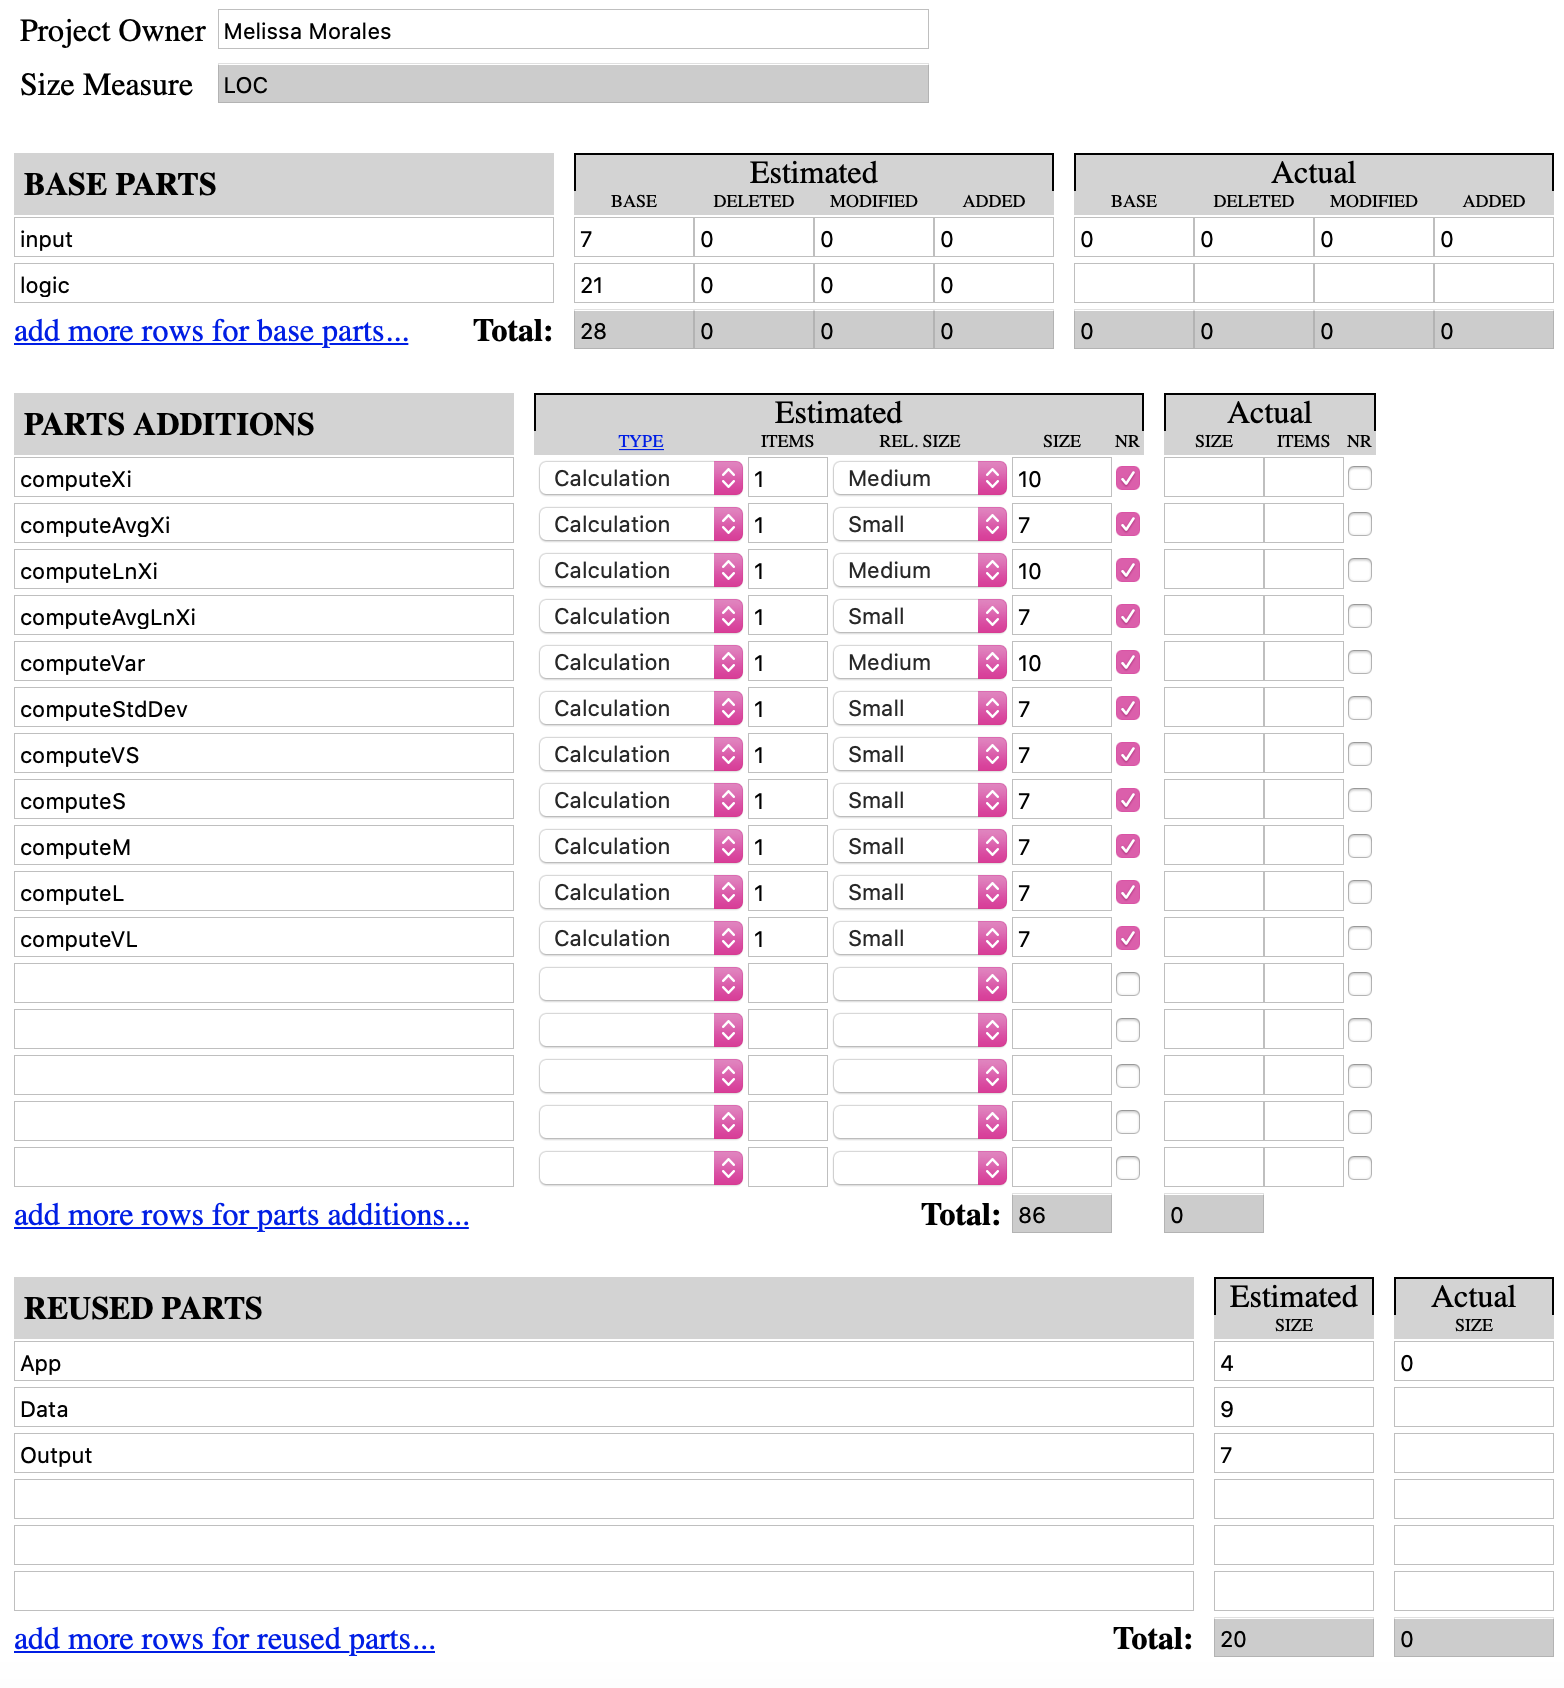 Project Owner Melissa Morales
Size Measure LOC
BASE PARTS Estimated Actual
BASE DELETED MODIFIED ADDED BASE DELETED MODIFIED ADDED
input 7 0 0 0 0 0 0 0
logic 21 0 0 0
add more rows for base parts... Total: 28 0 0 0 0 0 0 0
PARTS ADDITIONS Estimated Actual
TYPE ITEMS REL. SIZE SIZE NR SIZE ITEMS NR
computeXi Calculation 1 Medium 10
computeAvgXi Calculation 1 Small 7
computeLnXi Calculation 1 Medium 10
computeAvgLnXi Calculation 1 Small 7
computeVar Calculation 1 Medium 10
computeStdDev Calculation 1 Small 7
computeVS Calculation 1 Small 7
computeS Calculation 1 Small 7
computeM Calculation 1 Small 7
computeL Calculation 1 Small 7
computeVL Calculation 1 Small 7
add more rows for parts additions... Total: 86 0
REUSED PARTS Estimated Actual
SIZE SIZE
App 4 0
Data 9
Output 7
add more rows for reused parts... Total: 20 0